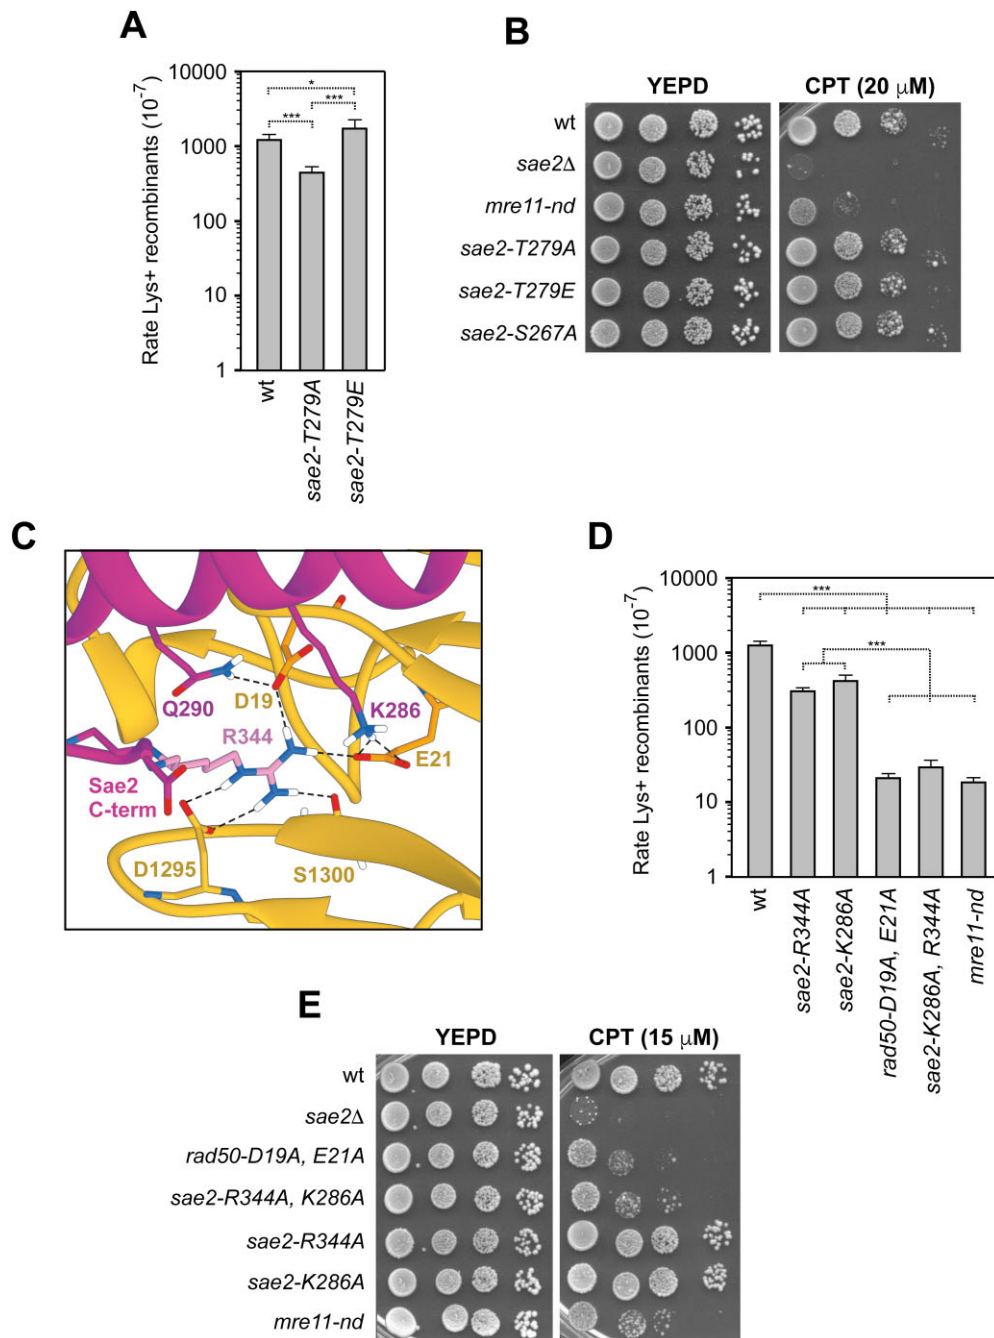 A
Rate Lys+ recombinants (10-7)
10000
1000
100
10
1
*
*** ***
wt
sae2-T279A
sae2-T279E
B
YEPD CPT (20 μM)
wt
sae2Δ
mre11-nd
sae2-T279A
sae2-T279E
sae2-S267A
C
Q290
D19
K286
R344
E21
Sae2
C-term
D1295
S1300
D
Rate Lys+ recombinants (10-7)
10000
1000
100
10
1
***
***
wt
sae2-R344A
sae2-K286A
rad50-D19A, E21A
sae2-K286A, R344A
mre11-nd
E
YEPD CPT (15 μM)
wt
sae2Δ
rad50-D19A, E21A
sae2-R344A, K286A
sae2-R344A
sae2-K286A
mre11-nd